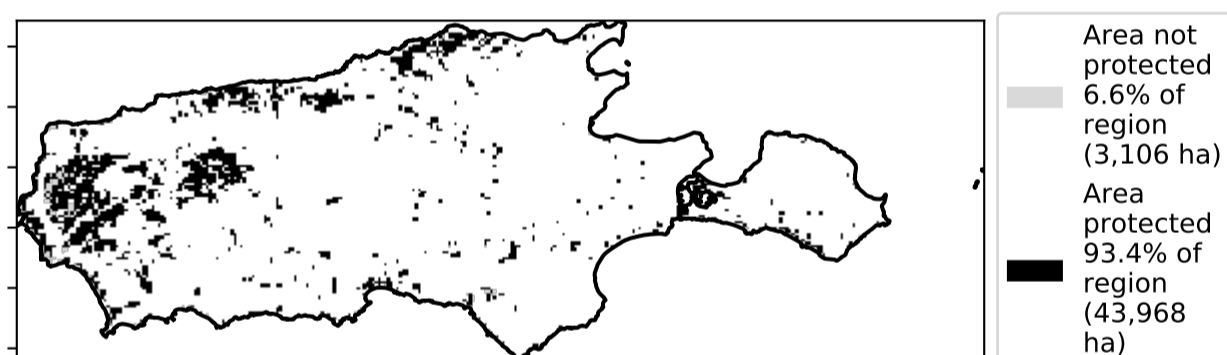 Area not
protected
6.6% of
region
(3,106 ha)
Area
protected
93.4% of
region
(43,968
ha)